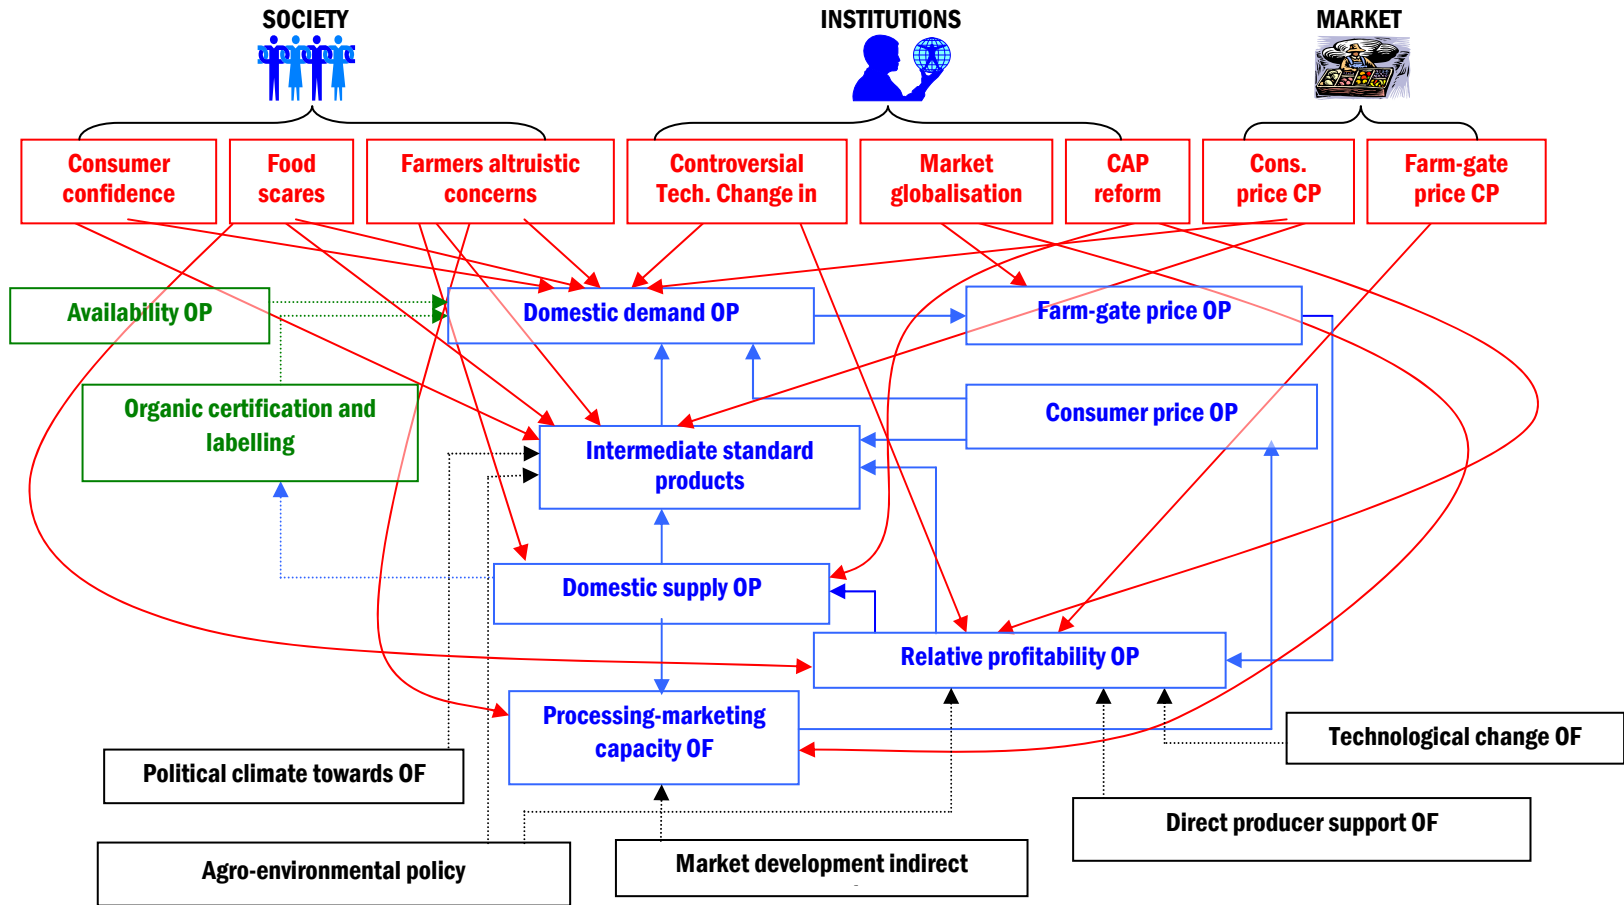 SOCIETY
INSTITUTIONS
MARKET
Consumer
confidence
Food
scares
Farmers altruistic
concerns
Controversial
Tech. Change in
Market
globalisation
CAP
reform
Cons.
price CP
Farm-gate
price CP
Availability OP
Domestic demand OP
Farm-gate price OP
Organic certification and
labelling
Consumer price OP
Intermediate standard
products
Domestic supply OP
Relative profitability OP
Processing-marketing
capacity OF
Technological change OF
Political climate towards OF
Direct producer support OF
Agro-environmental policy
Market development indirect